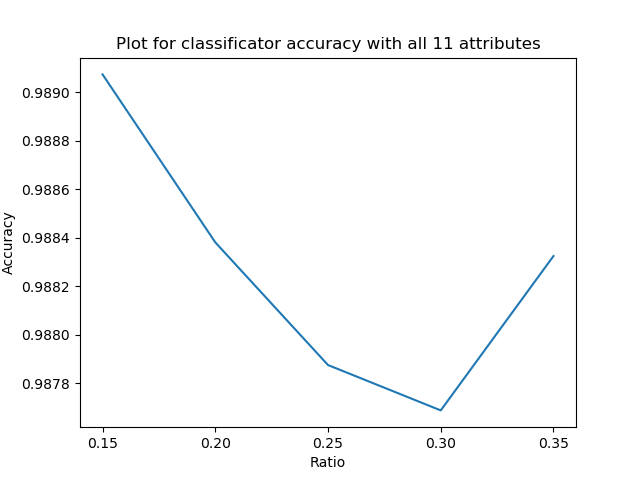 Plot for classificator accuracy with all 11 attributes
0.9890
0.9888
0.9886
0.9884
0.9882
0.9880
0.9878
Accuracy
0.15 0.20 0.25 0.30 0.35
Ratio